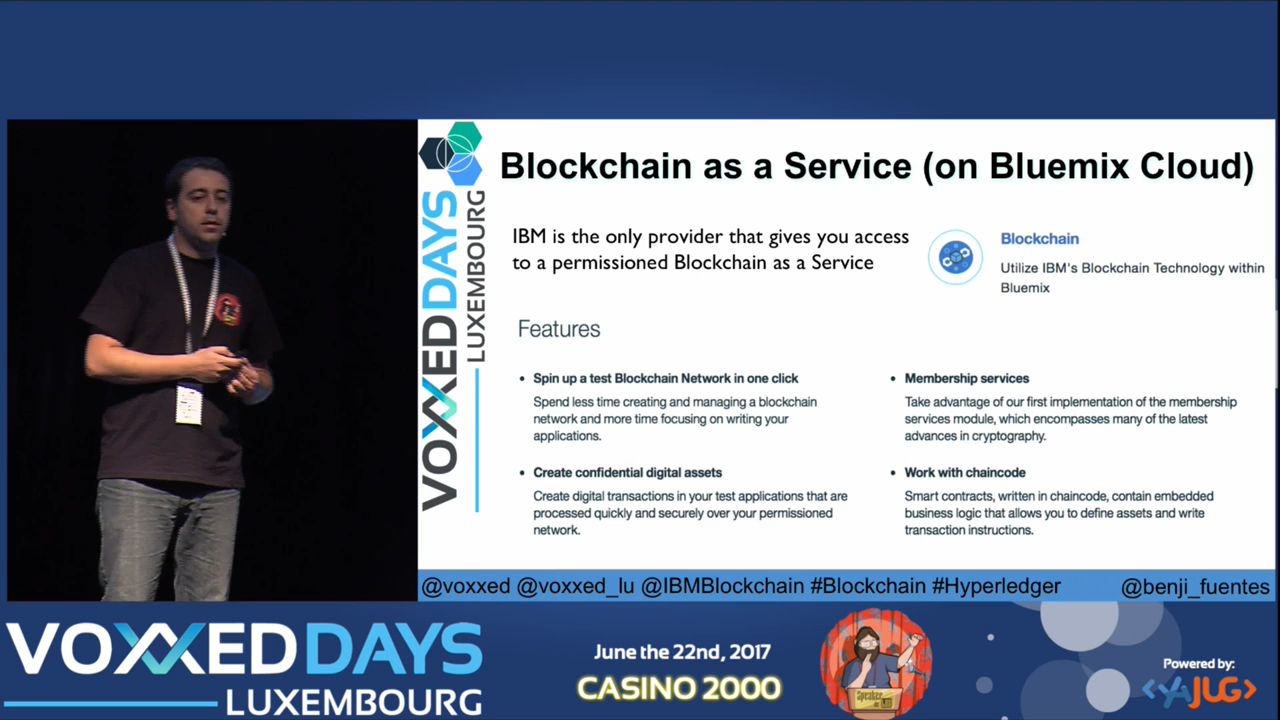 Blockchain as a Service (on Bluemix Cloud)
VOXXED DAYS
LUXEMBOURG
IBM is the only provider that gives you access
to a permissioned Blockchain as a Service
Blockchain
Utilize IBM's Blockchain Technology within
Bluemix
Features
• Spin up a test Blockchain Network in one click
Spend less time creating and managing a blockchain
network and more time focusing on writing your
applications.
• Create confidential digital assets
Create digital transactions in your test applications that are
processed quickly and securely over your permissioned
network.
• Membership services
Take advantage of our first implementation of the membership
services module, which encompasses many of the latest
advances in cryptography.
• Work with chaincode
Smart contracts, written in chaincode, contain embedded
business logic that allows you to define assets and write
transaction instructions.
@voxxed @voxxed_lu @IBMBlockchain #Blockchain #Hyperledger
@benji_fuentes
VOXXED DAYS
LUXEMBOURG
June the 22nd, 2017
CASINO 2000
Speaker
Powered by:
<YAJUG>